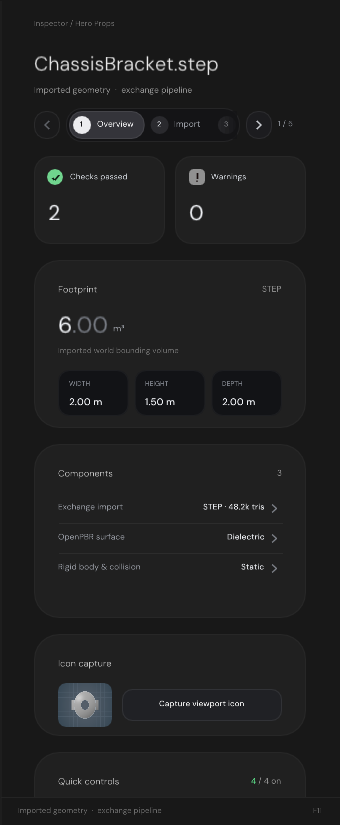 Inspector / Hero Props
ChassisBracket.step
Imported geometry · exchange pipeline
1 Overview 2 Import 3 1 / 5
Checks passed
2
Warnings
0
Footprint STEP
6.00 m³
Imported world bounding volume
WIDTH
2.00 m
HEIGHT
1.50 m
DEPTH
2.00 m
Components 3
Exchange import STEP · 48.2k tris
OpenPBR surface Dielectric
Rigid body & collision Static
Icon capture
Capture viewport icon
Quick controls 4 / 4 on
Imported geometry · exchange pipeline